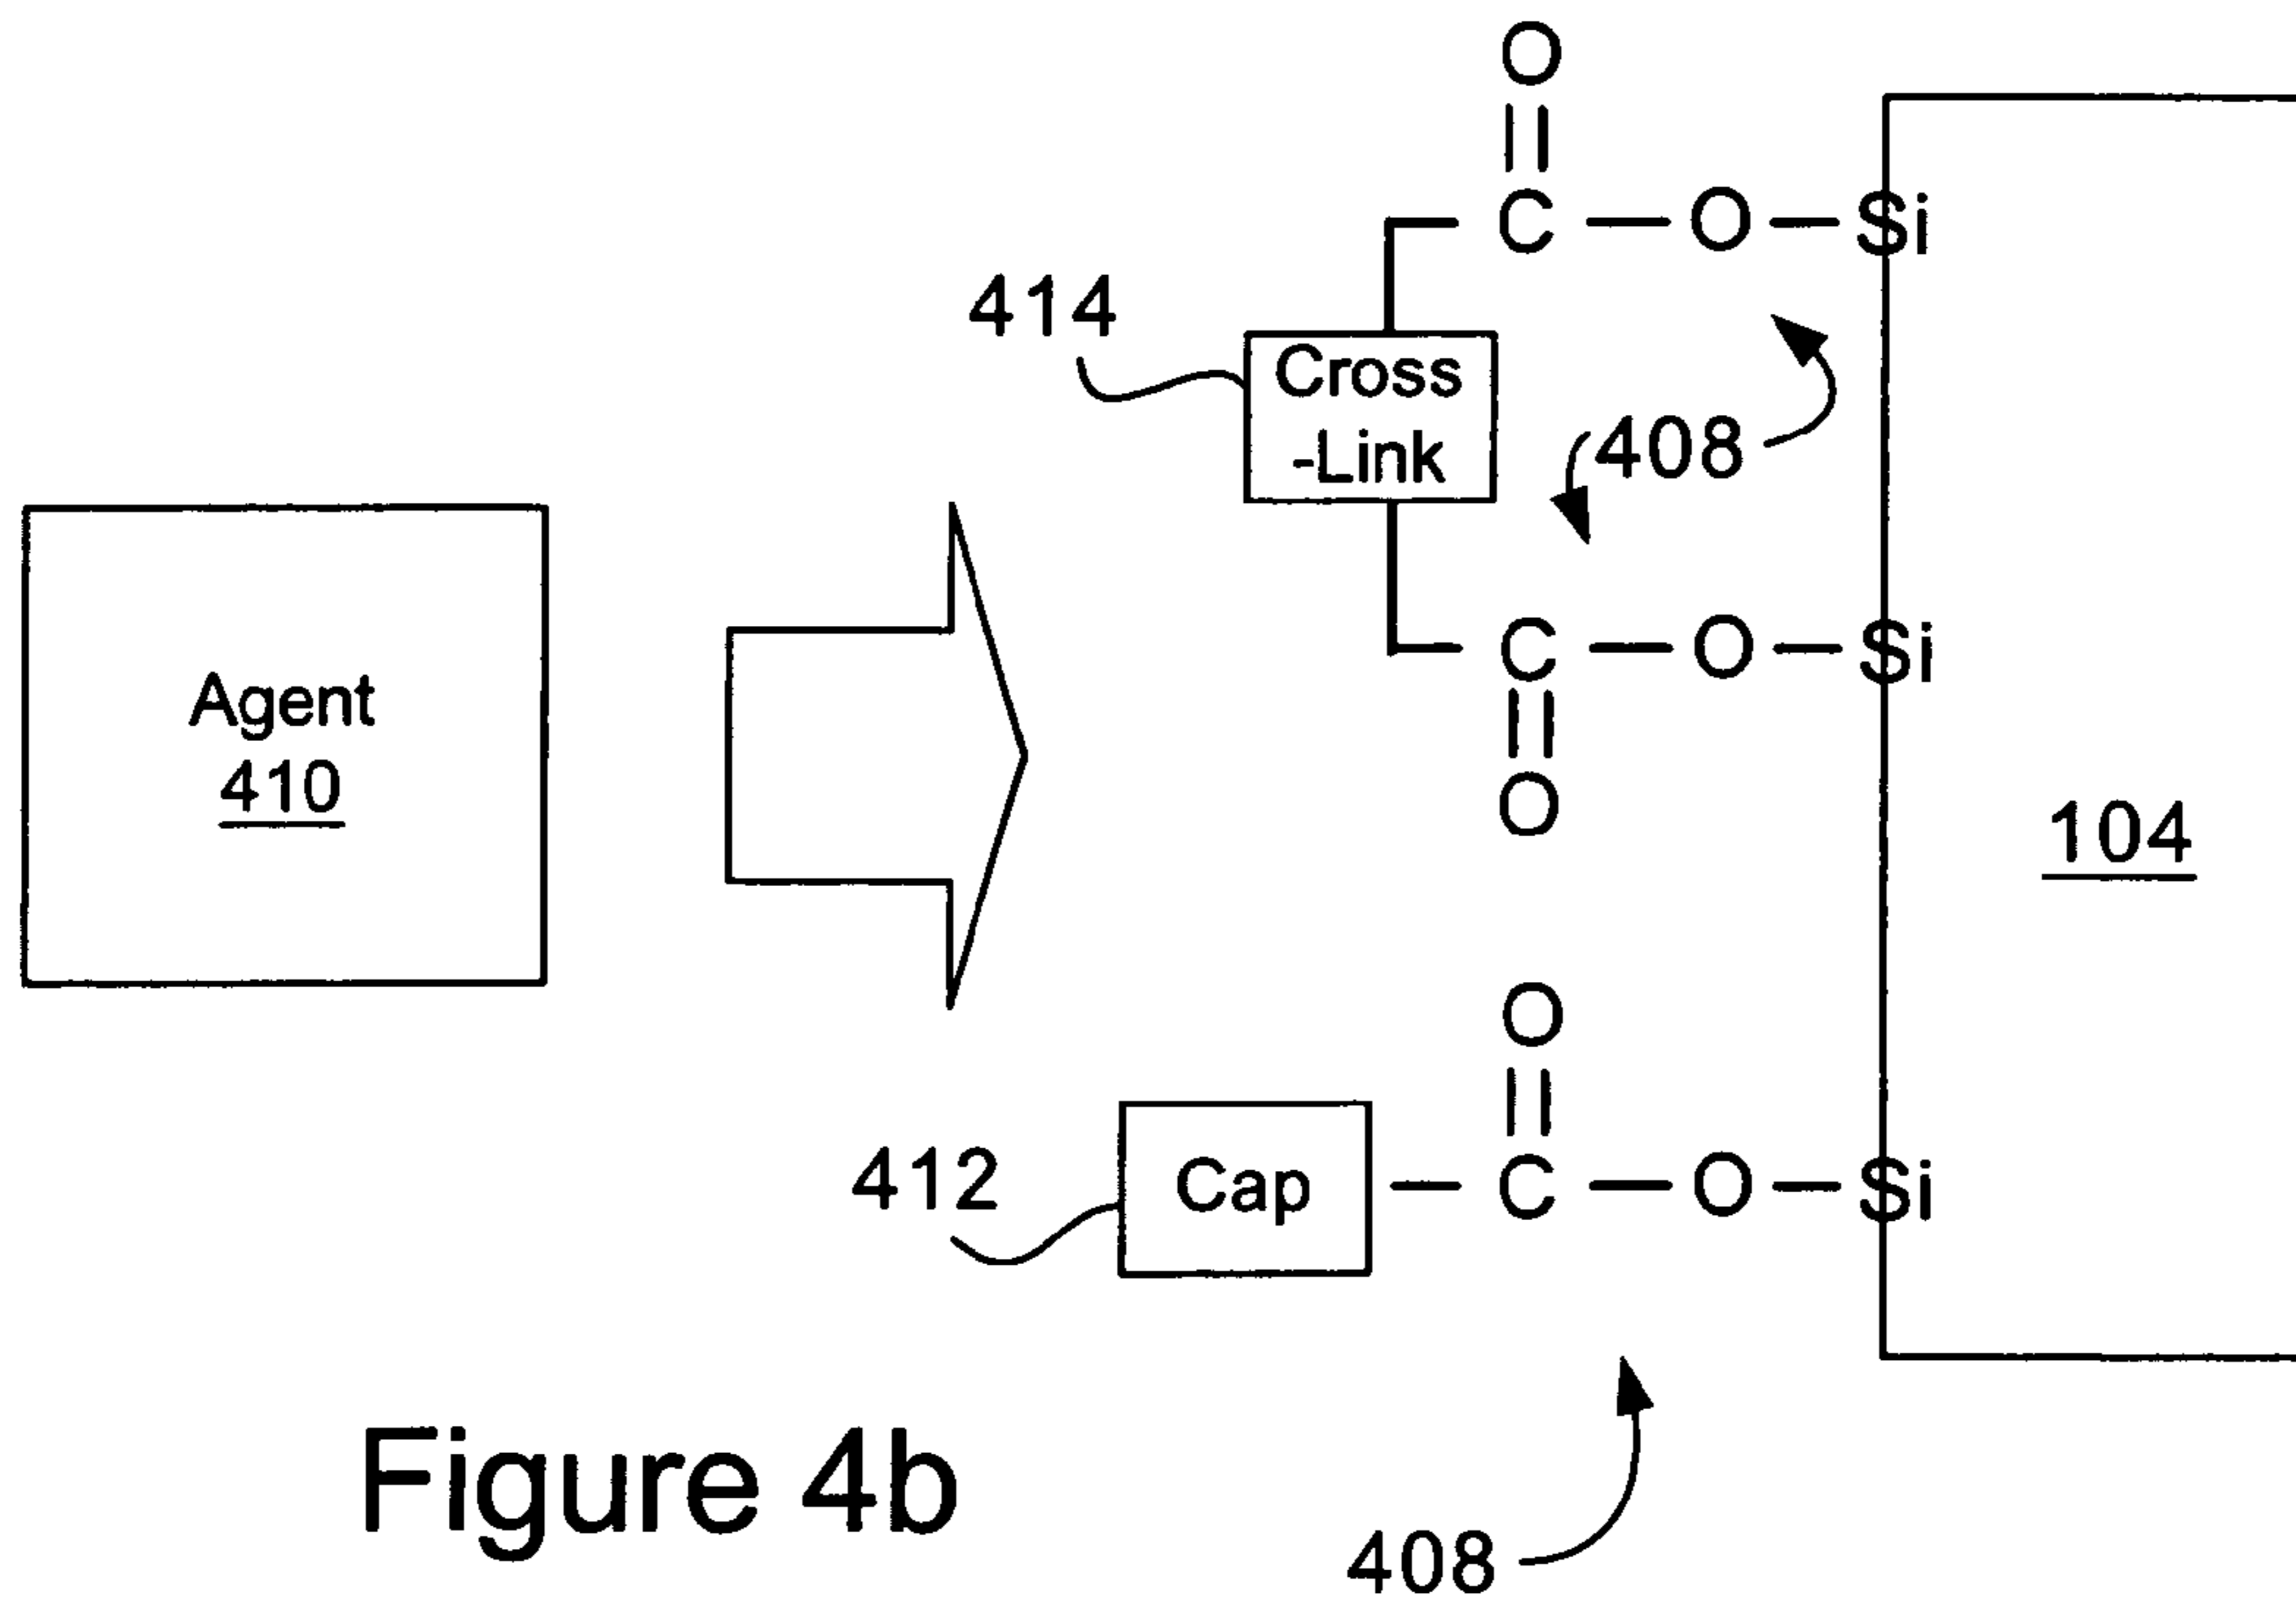 O
C — O — Si
414
Cross
-Link
408
Agent
410
C — O — Si
O
104
O
412
Cap — C — O — Si
Figure 4b
408